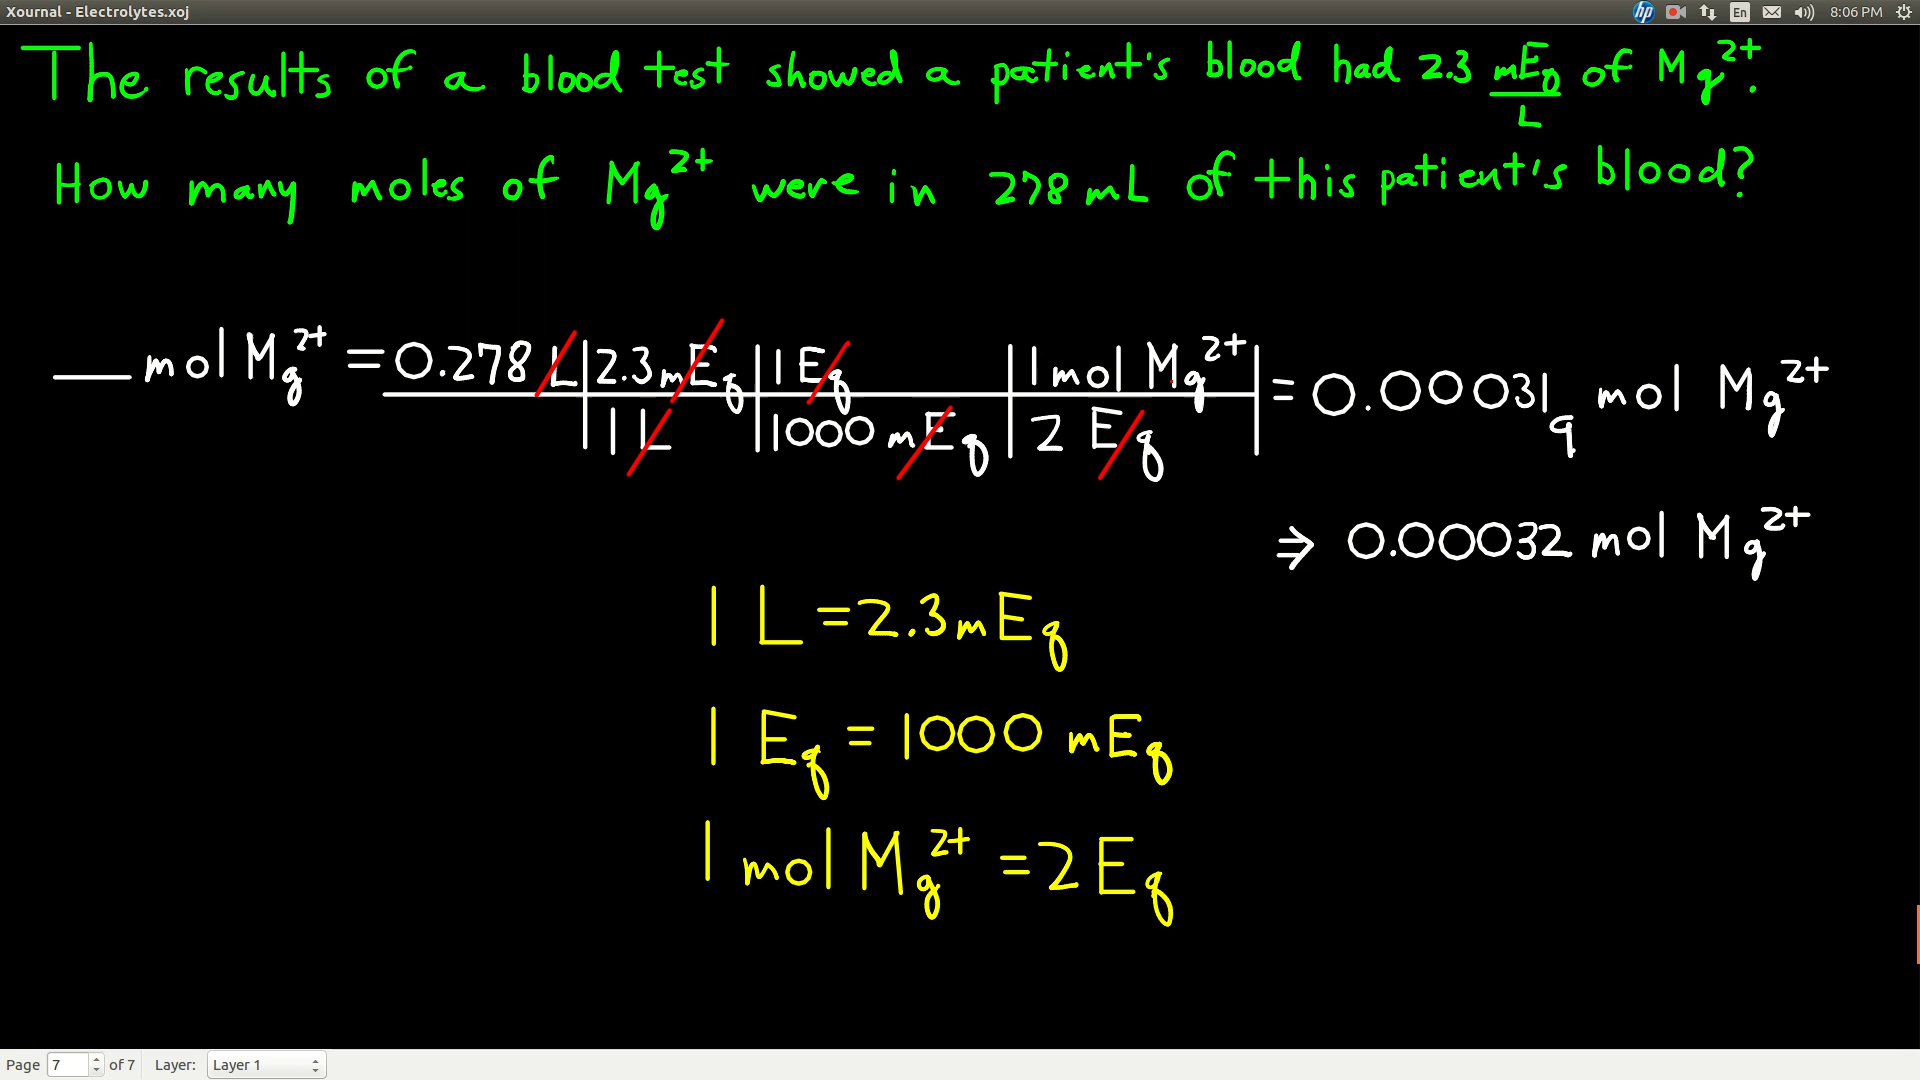 Xournal - Electrolytes.xoj
hp En 8:06 PM
The results of a blood test showed a patient's blood had 2.3 mEq/L of Mg²⁺.
How many moles of Mg²⁺ were in 278 mL of this patient's blood?
___ mol Mg²⁺ = 0.278 L | 2.3 mEq | 1 Eq | 1 mol Mg²⁺ | = 0.00031₉ mol Mg²⁺
| 1 L | 1000 mEq | 2 Eq |
⇒ 0.00032 mol Mg²⁺
1 L = 2.3 mEq
1 Eq = 1000 mEq
1 mol Mg²⁺ = 2 Eq
Page 7 of 7 Layer: Layer 1